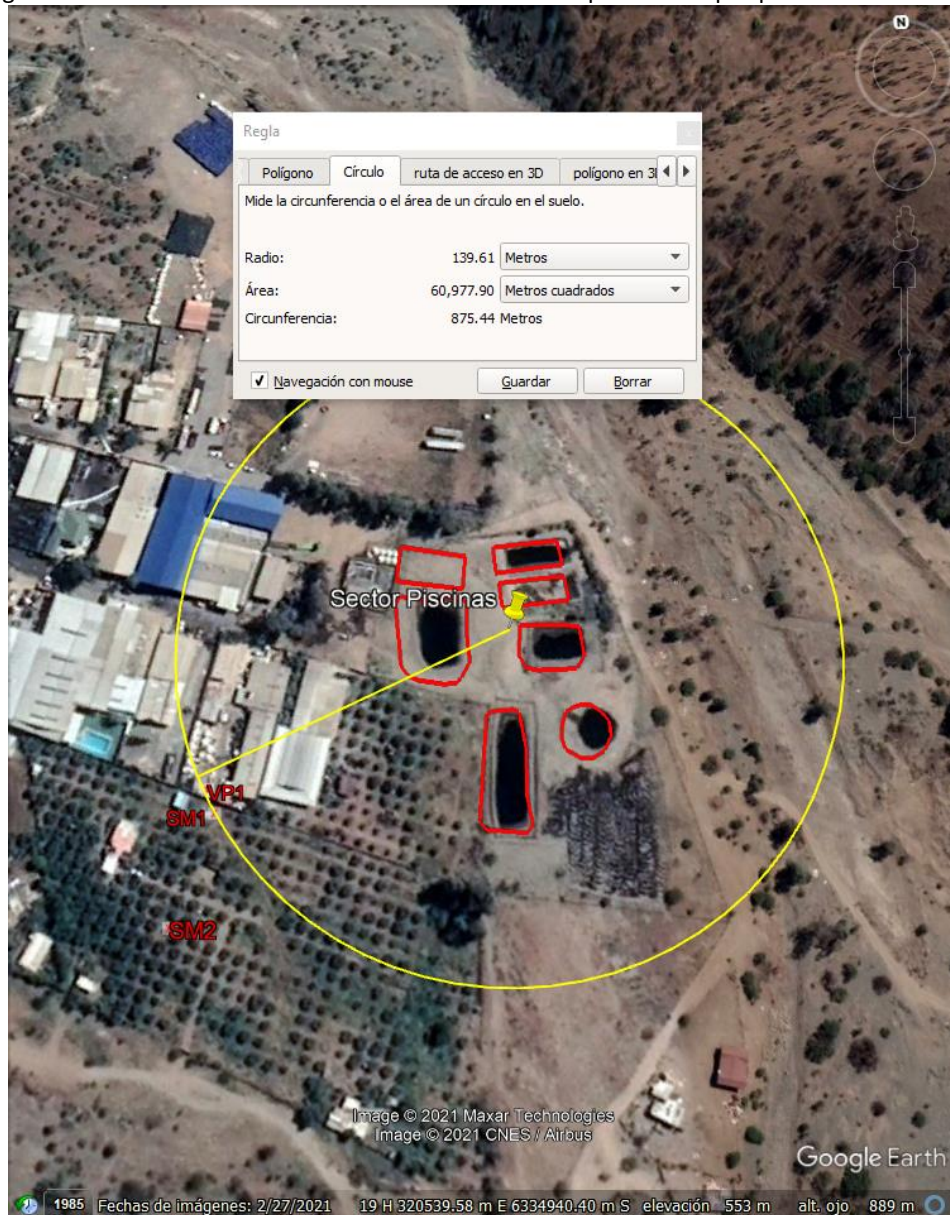 N
Regla
Polígono Círculo ruta de acceso en 3D polígono en 3
Mide la circunferencia o el área de un círculo en el suelo.
Radio: 139.61 Metros
Área: 60,977.90 Metros cuadrados
Circunferencia: 875.44 Metros
Navegación con mouse Guardar Borrar
Sector Piscinas
VP1
SM1
SM2
Image © 2021 Maxar Technologies
Image © 2021 CNES / Airbus
Google Earth
1985 Fechas de imágenes: 2/27/2021 19 H 320539.58 m E 6334940.40 m S elevación 553 m alt. ojo 889 m